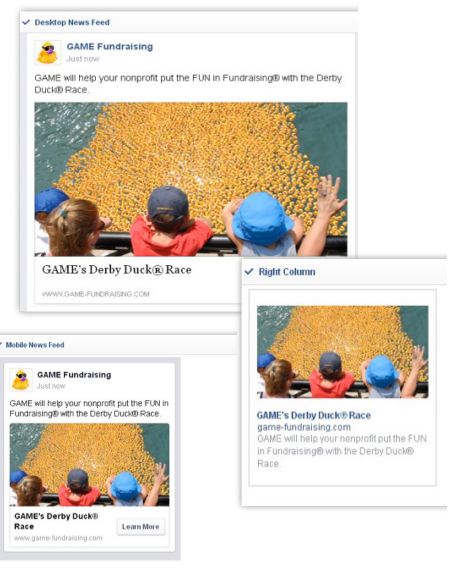 Desktop News Feed
GAME Fundraising
Just now
GAME will help your nonprofit put the FUN in Fundraising® with the Derby
Duck® Race.
GAME's Derby Duck® Race
WWW.GAME-FUNDRAISING.COM
Right Column
GAME's Derby Duck® Race
game-fundraising.com
GAME will help your nonprofit put the FUN
in Fundraising® with the Derby Duck®
Race.
Mobile News Feed
GAME Fundraising
Just now
GAME will help your nonprofit put the FUN in
Fundraising® with the Derby Duck® Race.
GAME's Derby Duck®
Race
Learn More
www.game-fundraising.com